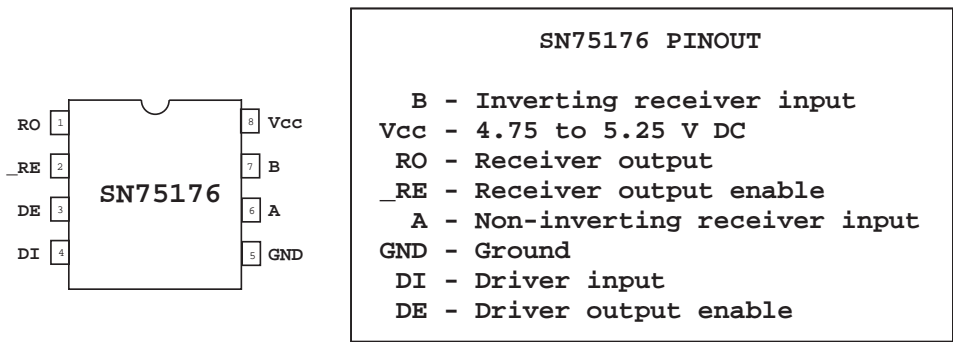 RO 1
_RE 2
DE 3
DI 4
SN75176
8 Vcc
7 B
6 A
5 GND
SN75176 PINOUT
B - Inverting receiver input
Vcc - 4.75 to 5.25 V DC
RO - Receiver output
_RE - Receiver output enable
A - Non-inverting receiver input
GND - Ground
DI - Driver input
DE - Driver output enable